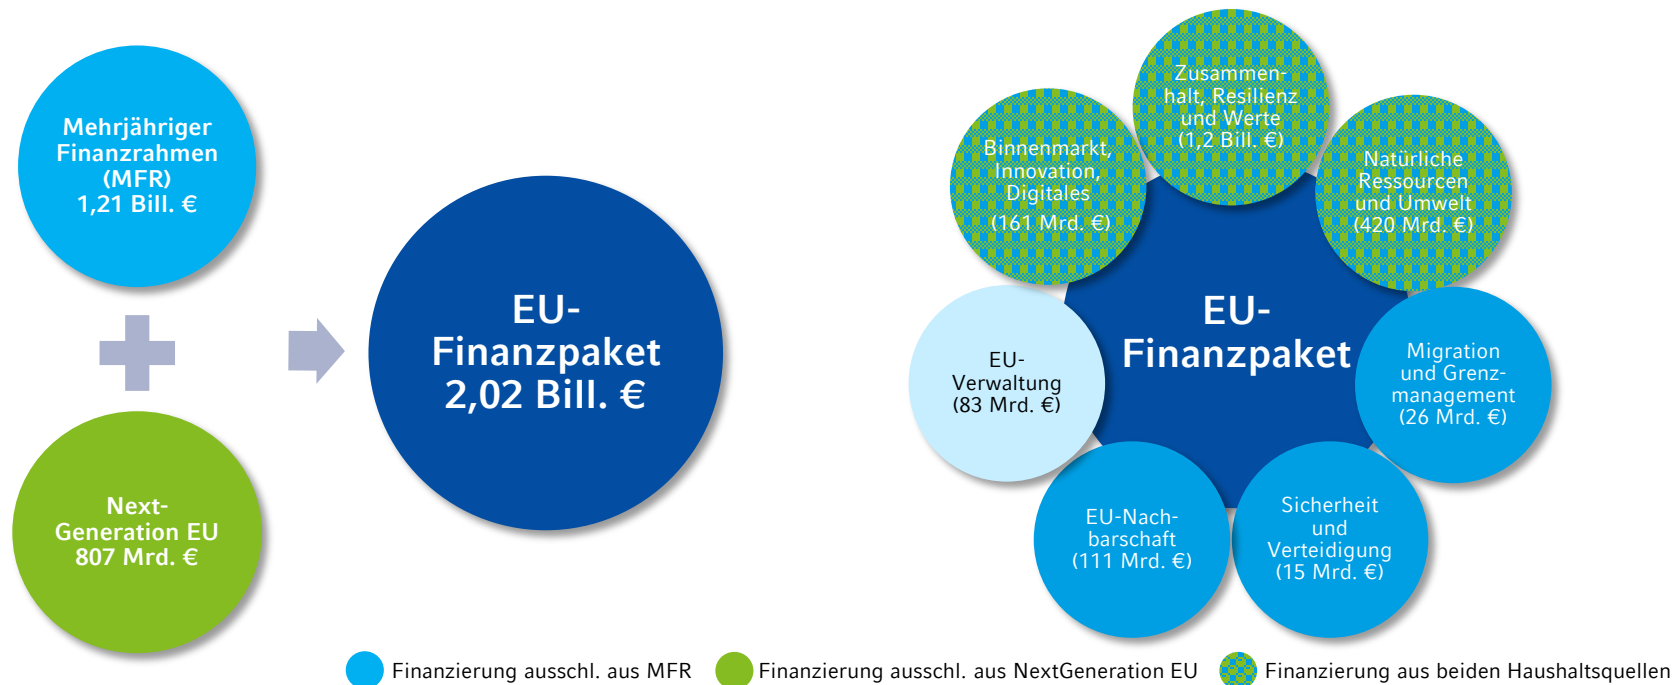 Mehrjähriger
Finanzrahmen
(MFR)
1,21 Bill. €
Next-
Generation EU
807 Mrd. €
EU-
Finanzpaket
2,02 Bill. €
Zusammen-
halt, Resilienz
und Werte
(1,2 Bill. €)
Binnenmarkt,
Innovation,
Digitales
(161 Mrd. €)
Natürliche
Ressourcen
und Umwelt
(420 Mrd. €)
EU-
Finanzpaket
EU-
Verwaltung
(83 Mrd. €)
Migration
und Grenz-
management
(26 Mrd. €)
EU-Nach-
barschaft
(111 Mrd. €)
Sicherheit
und
Verteidigung
(15 Mrd. €)
Finanzierung ausschl. aus MFR
Finanzierung ausschl. aus NextGeneration EU
Finanzierung aus beiden Haushaltsquellen